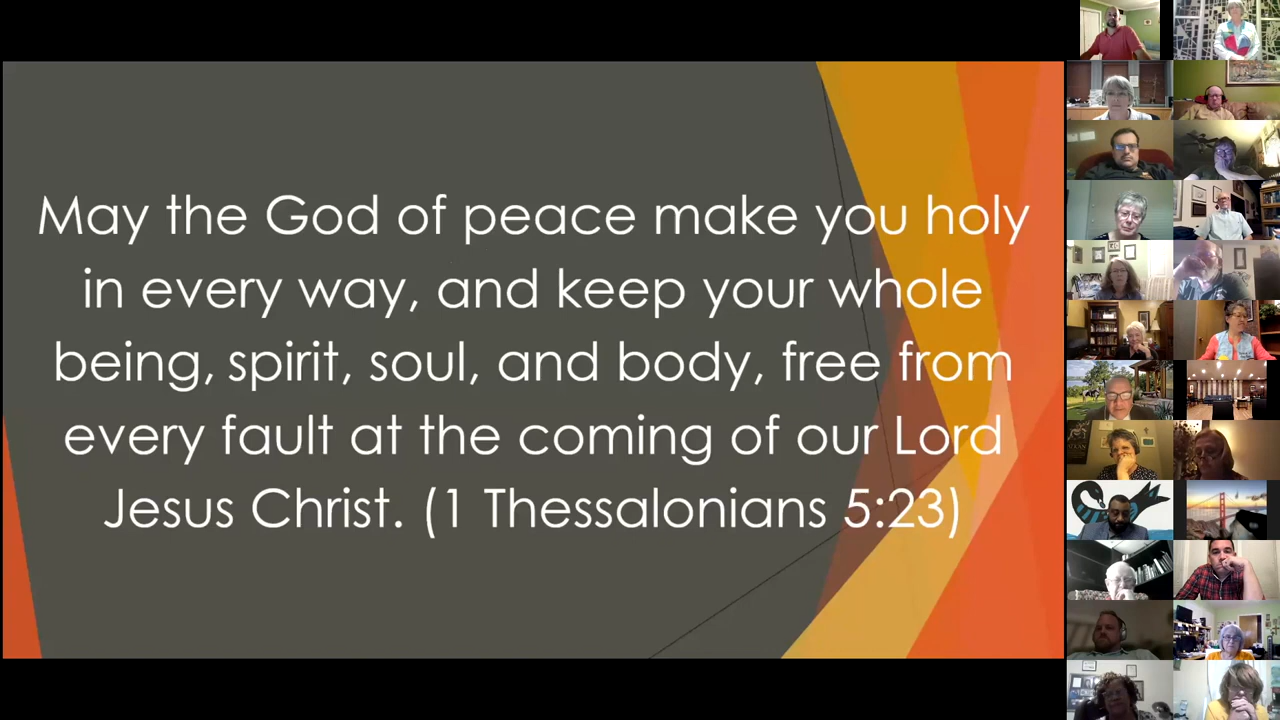 May the God of peace make you holy
in every way, and keep your whole
being, spirit, soul, and body, free from
every fault at the coming of our Lord
Jesus Christ. (1 Thessalonians 5:23)